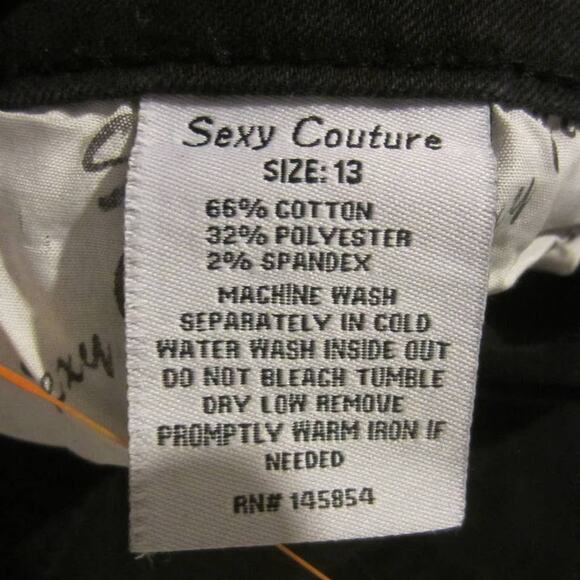 Sexy Couture
SIZE: 13
66% COTTON
32% POLYESTER
2% SPANDEX
MACHINE WASH
SEPARATELY IN COLD
WATER WASH INSIDE OUT
DO NOT BLEACH TUMBLE
DRY LOW REMOVE
PROMPTLY WARM IRON IF
NEEDED
RN# 145854